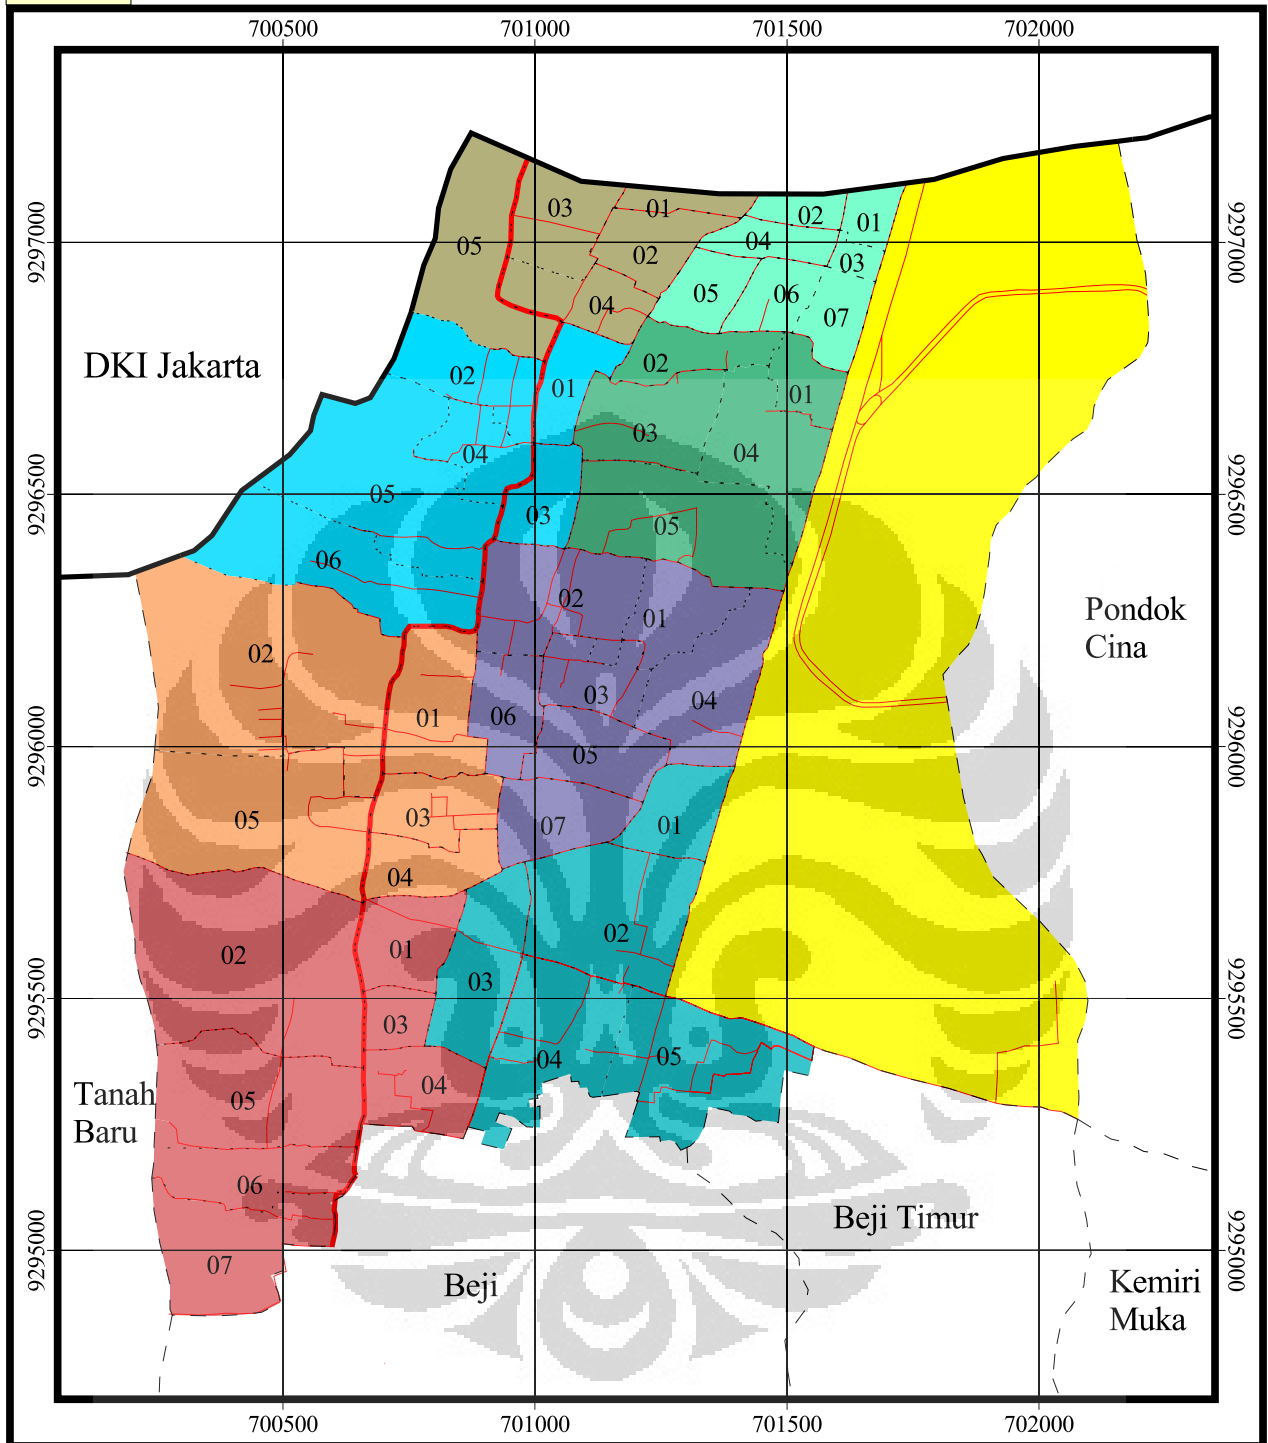 700500 701000 701500 702000
03 01 02 01
9297000 05 02 04 03 9297000
04 05 06 07
DKI Jakarta 02 01 02 01
04 03 04
9296500 05 03 05 9296500
06 02 01
02 03 04
Pondok
Cina
01 06 05
9296000 9296000
05 03 07 01
04
02 01 03 02
9295500 03 9295500
04 04 05
Tanah
Baru
05
06
Beji Timur
9295000 07 Beji 9295000
Kemiri
Muka
700500 701000 701500 702000